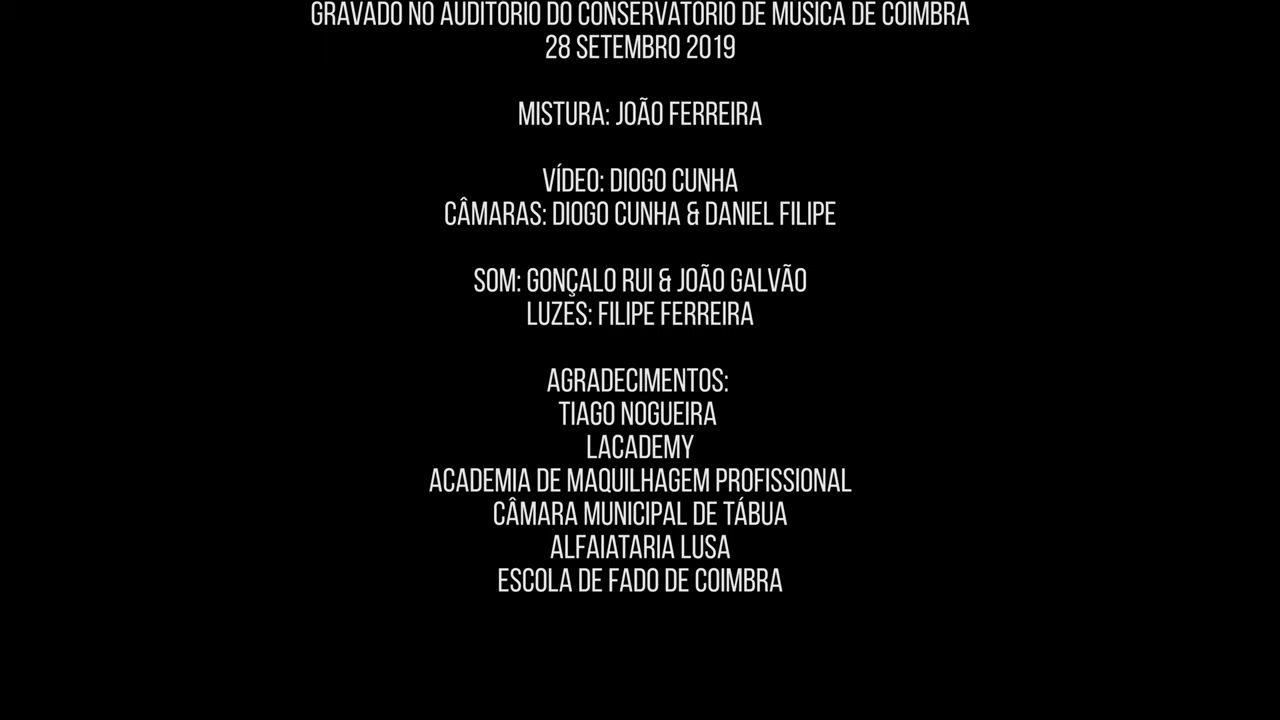 GRAVADO NO AUDITÓRIO DO CONSERVATÓRIO DE MÚSICA DE COIMBRA
28 SETEMBRO 2019
MISTURA: JOÃO FERREIRA
VÍDEO: DIOGO CUNHA
CÂMARAS: DIOGO CUNHA & DANIEL FILIPE
SOM: GONÇALO RUI & JOÃO GALVÃO
LUZES: FILIPE FERREIRA
AGRADECIMENTOS:
TIAGO NOGUEIRA
LACADEMY
ACADEMIA DE MAQUILHAGEM PROFISSIONAL
CÂMARA MUNICIPAL DE TÁBUA
ALFAIATARIA LUSA
ESCOLA DE FADO DE COIMBRA